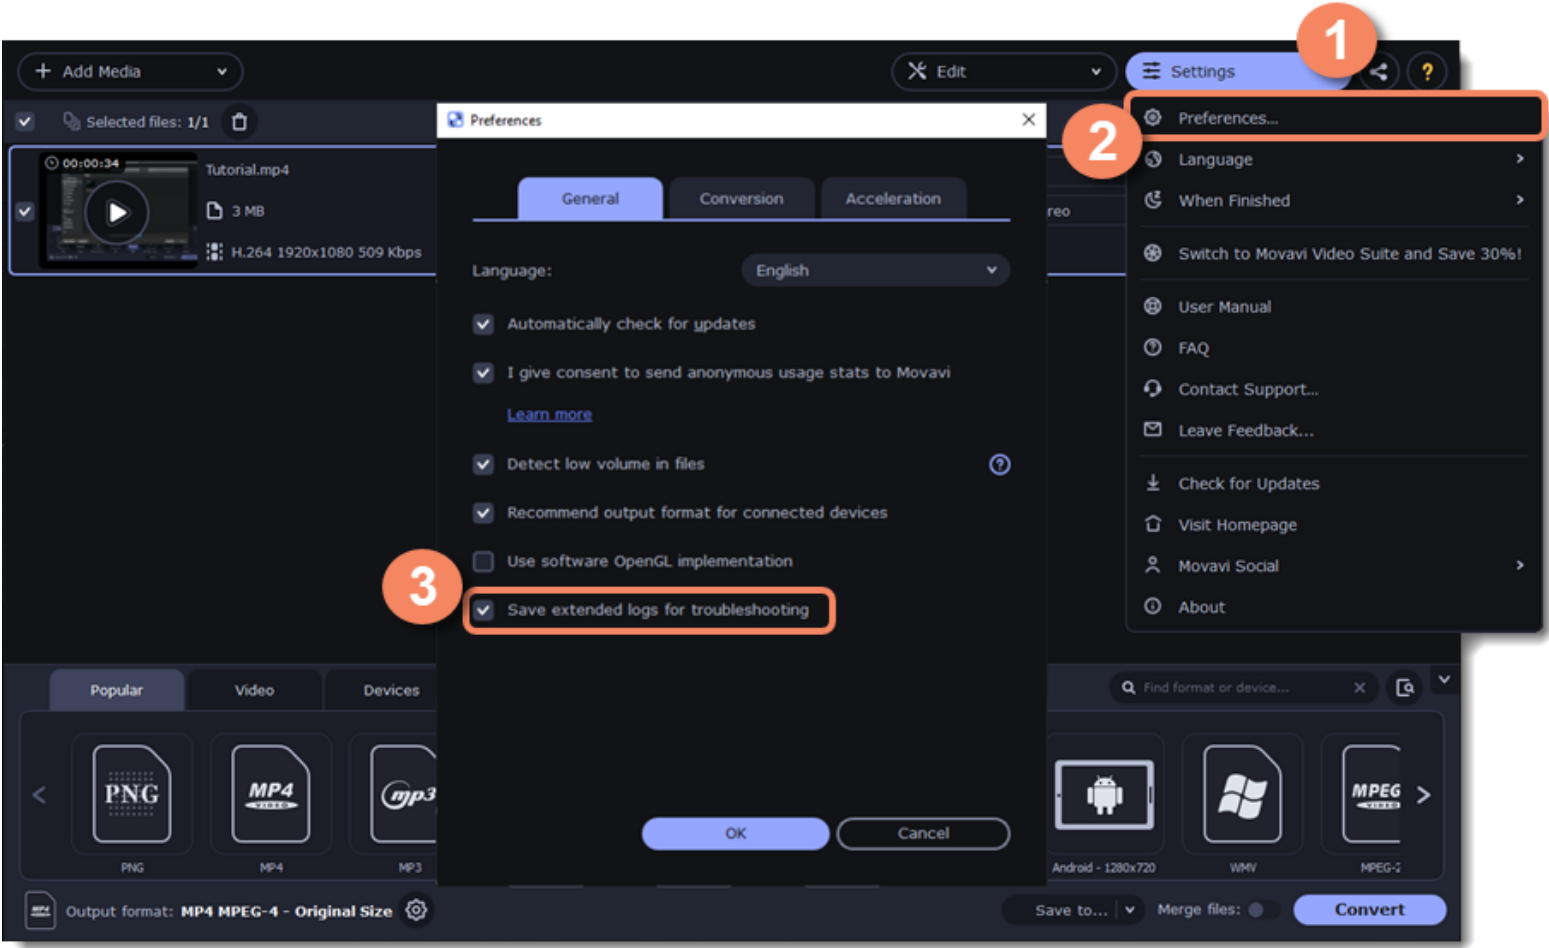 1
Add Media
Edit
Settings
?
Selected files: 1/1
Preferences
2
Preferences...
00:00:34
Tutorial.mp4
3 MB
H.264 1920x1080 509 Kbps
reo
General
Conversion
Acceleration
Language:
English
Automatically check for updates
I give consent to send anonymous usage stats to Movavi
Learn more
Detect low volume in files
?
Recommend output format for connected devices
Use software OpenGL implementation
3
Save extended logs for troubleshooting
OK
Cancel
Language
When Finished
Switch to Movavi Video Suite and Save 30%!
User Manual
FAQ
Contact Support...
Leave Feedback...
Check for Updates
Visit Homepage
Movavi Social
About
Popular
Video
Devices
Find format or device...
PNG
MP4
VIDEO
mp3
MPEG
VIDEO
PNG
MP4
MP3
Android - 1280x720
WMV
MPEG-2
MP4
Output format: MP4 MPEG-4 - Original Size
Save to...
Merge files:
Convert